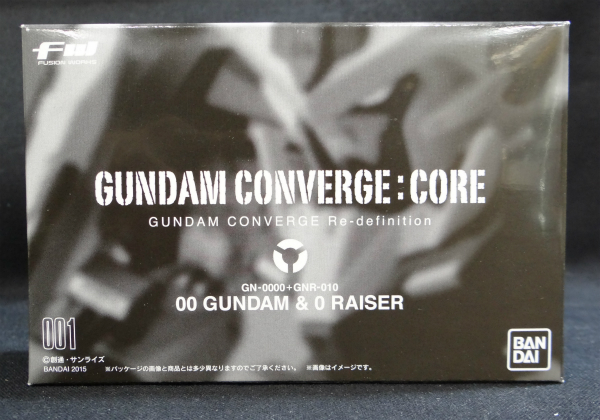 FW
FUSION WORKS
GUNDAM CONVERGE:CORE
GUNDAM CONVERGE Re-definition
GN-0000+GNR-010
00 GUNDAM & 0 RAISER
001
©創通・サンライズ
BANDAI 2015 ※パッケージの画像と商品とは多少異なりますのでご了承ください。 ※画像はイメージです。
BAN
DAI